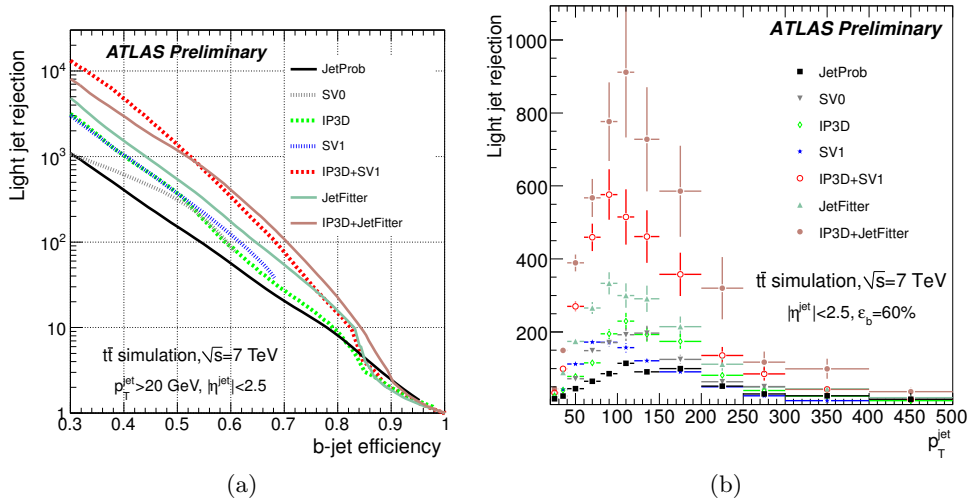 ATLAS Preliminary
Light jet rejection
10⁴
10³
10²
10
1
JetProb
SV0
IP3D
SV1
IP3D+SV1
JetFitter
IP3D+JetFitter
tt̄ simulation,√s=7 TeV
p_T^jet>20 GeV, |η^jet|<2.5
0.3 0.4 0.5 0.6 0.7 0.8 0.9 1
b-jet efficiency
(a)
ATLAS Preliminary
Light jet rejection
1000
800
600
400
200
JetProb
SV0
IP3D
SV1
IP3D+SV1
JetFitter
IP3D+JetFitter
tt̄ simulation,√s=7 TeV
|η^jet|<2.5, ε_b=60%
50 100 150 200 250 300 350 400 450 500
p_T^jet
(b)